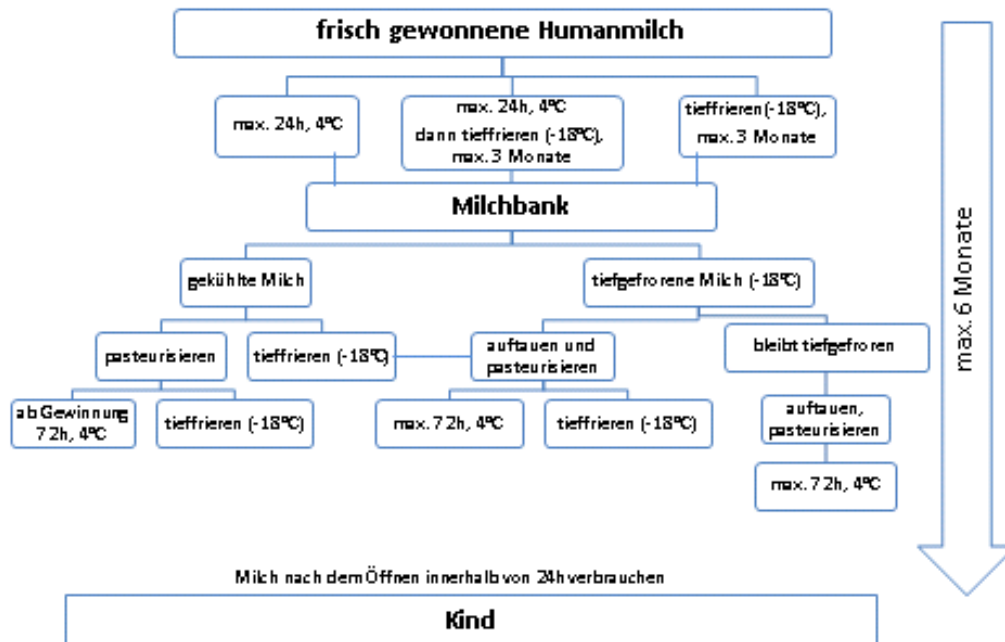 frisch gewonnene Humanmilch
max. 24h, 4°C
max. 24h, 4°C
dann tieffrieren (-18°C),
max. 3 Monate
tieffrieren (-18°C),
max. 3 Monate
Milchbank
gekühlte Milch
tiefgefrorene Milch (-18°C)
pasteurisieren
tieffrieren (-18°C)
auftauen und
pasteurisieren
bleibt tiefgefroren
ab Gewinnung
72h, 4°C
tieffrieren (-18°C)
max. 72h, 4°C
tieffrieren (-18°C)
auftauen,
pasteurisieren
max. 72h, 4°C
max. 6 Monate
Milch nach dem Öffnen innerhalb von 24h verbrauchen
Kind